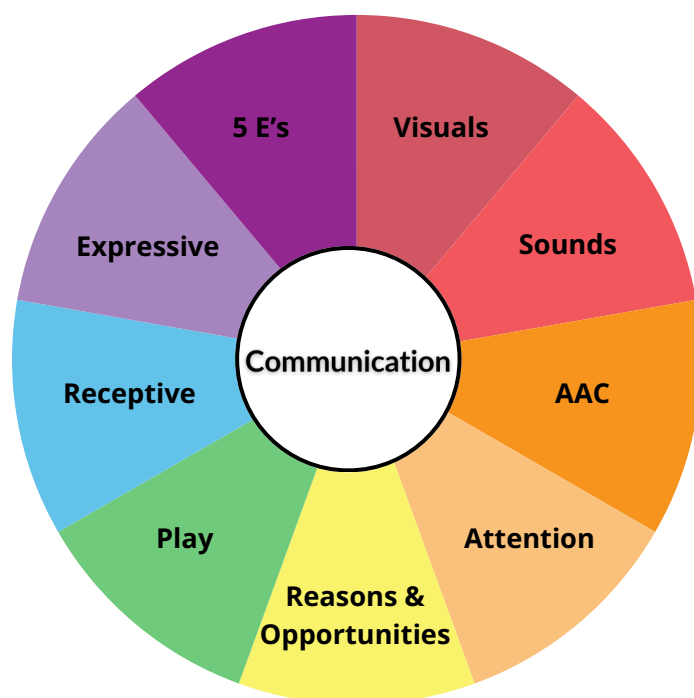 5 E’s
Visuals
Sounds
AAC
Attention
Reasons &
Opportunities
Play
Receptive
Expressive
Communication